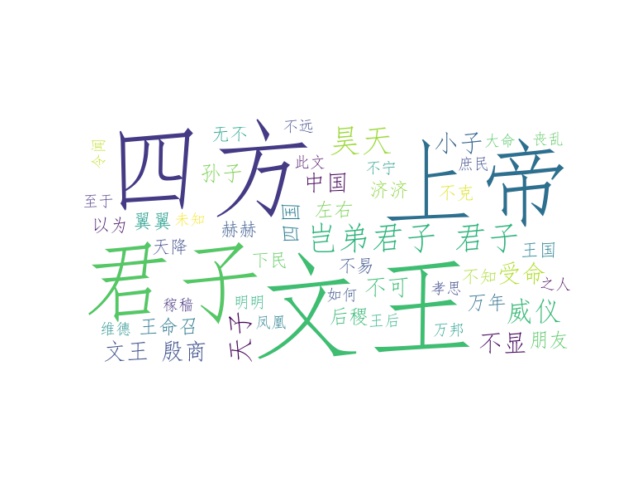 四方
上帝
君子
文王
令闻
无不
不远
昊天
小子
大命
丧乱
孙子
此文
中国
不宁
济济
庶民
不克
至于
以为
翼翼
未知
赫赫
四国
左右
岂弟君子
君子
王国
天降
下民
不易
不知
受命
之人
稼穑
明明
如何
不可
孝思
万年
威仪
维德
王命召
凤凰
天子
后稷
王后
万邦
不显
朋友
文王
殷商